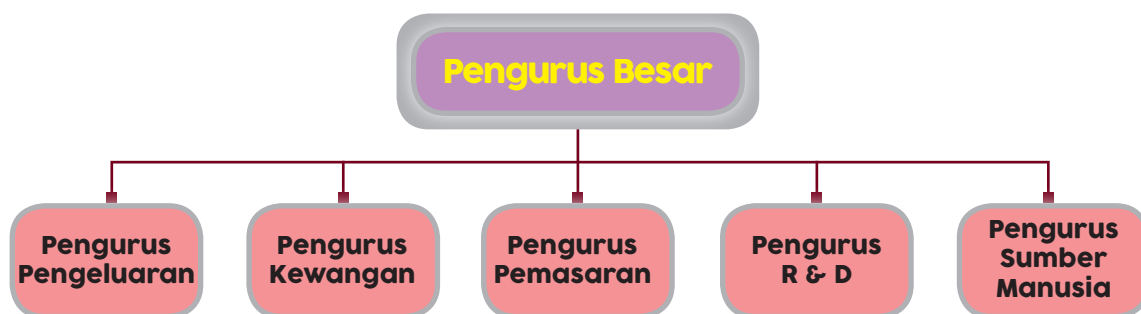 Pengurus Besar
Pengurus
Pengeluaran
Pengurus
Kewangan
Pengurus
Pemasaran
Pengurus
R & D
Pengurus
Sumber
Manusia